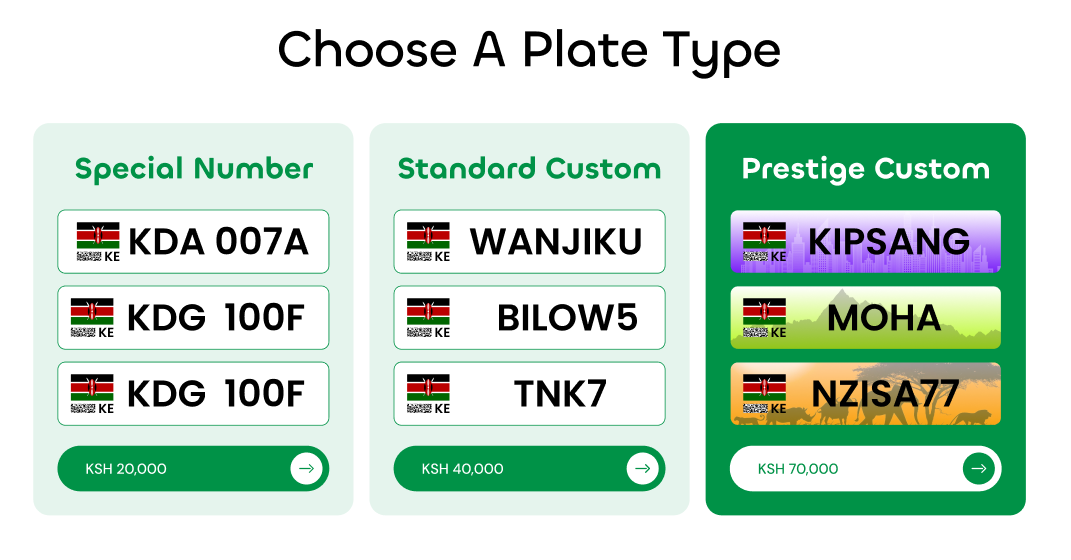 Choose A Plate Type
Special Number
KE KDA 007A
KE KDG 100F
KE KDG 100F
KSH 20,000
Standard Custom
KE WANJIKU
KE BILOW5
KE TNK7
KSH 40,000
Prestige Custom
KE KIPSANG
KE MOHA
KE NZISA77
KSH 70,000